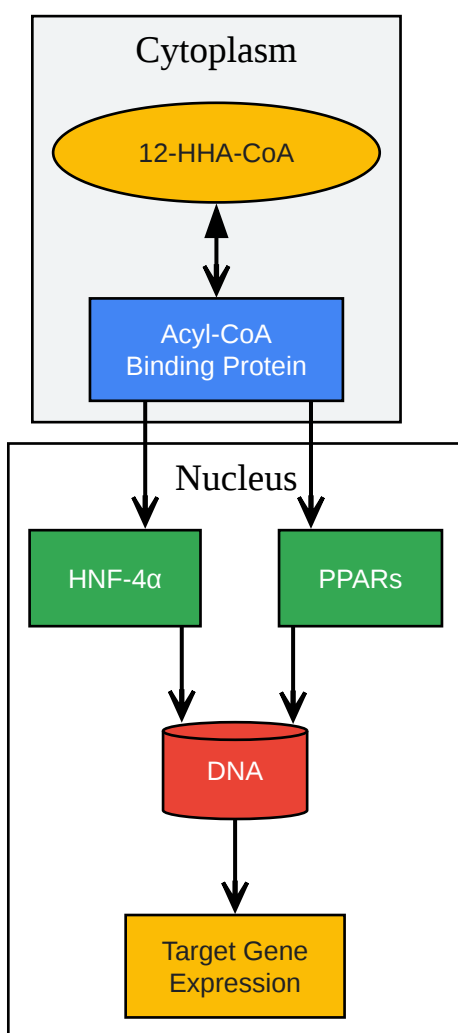 Cytoplasm
12-HHA-CoA
Acyl-CoA
Binding Protein
Nucleus
HNF-4α
PPARs
DNA
Target Gene
Expression